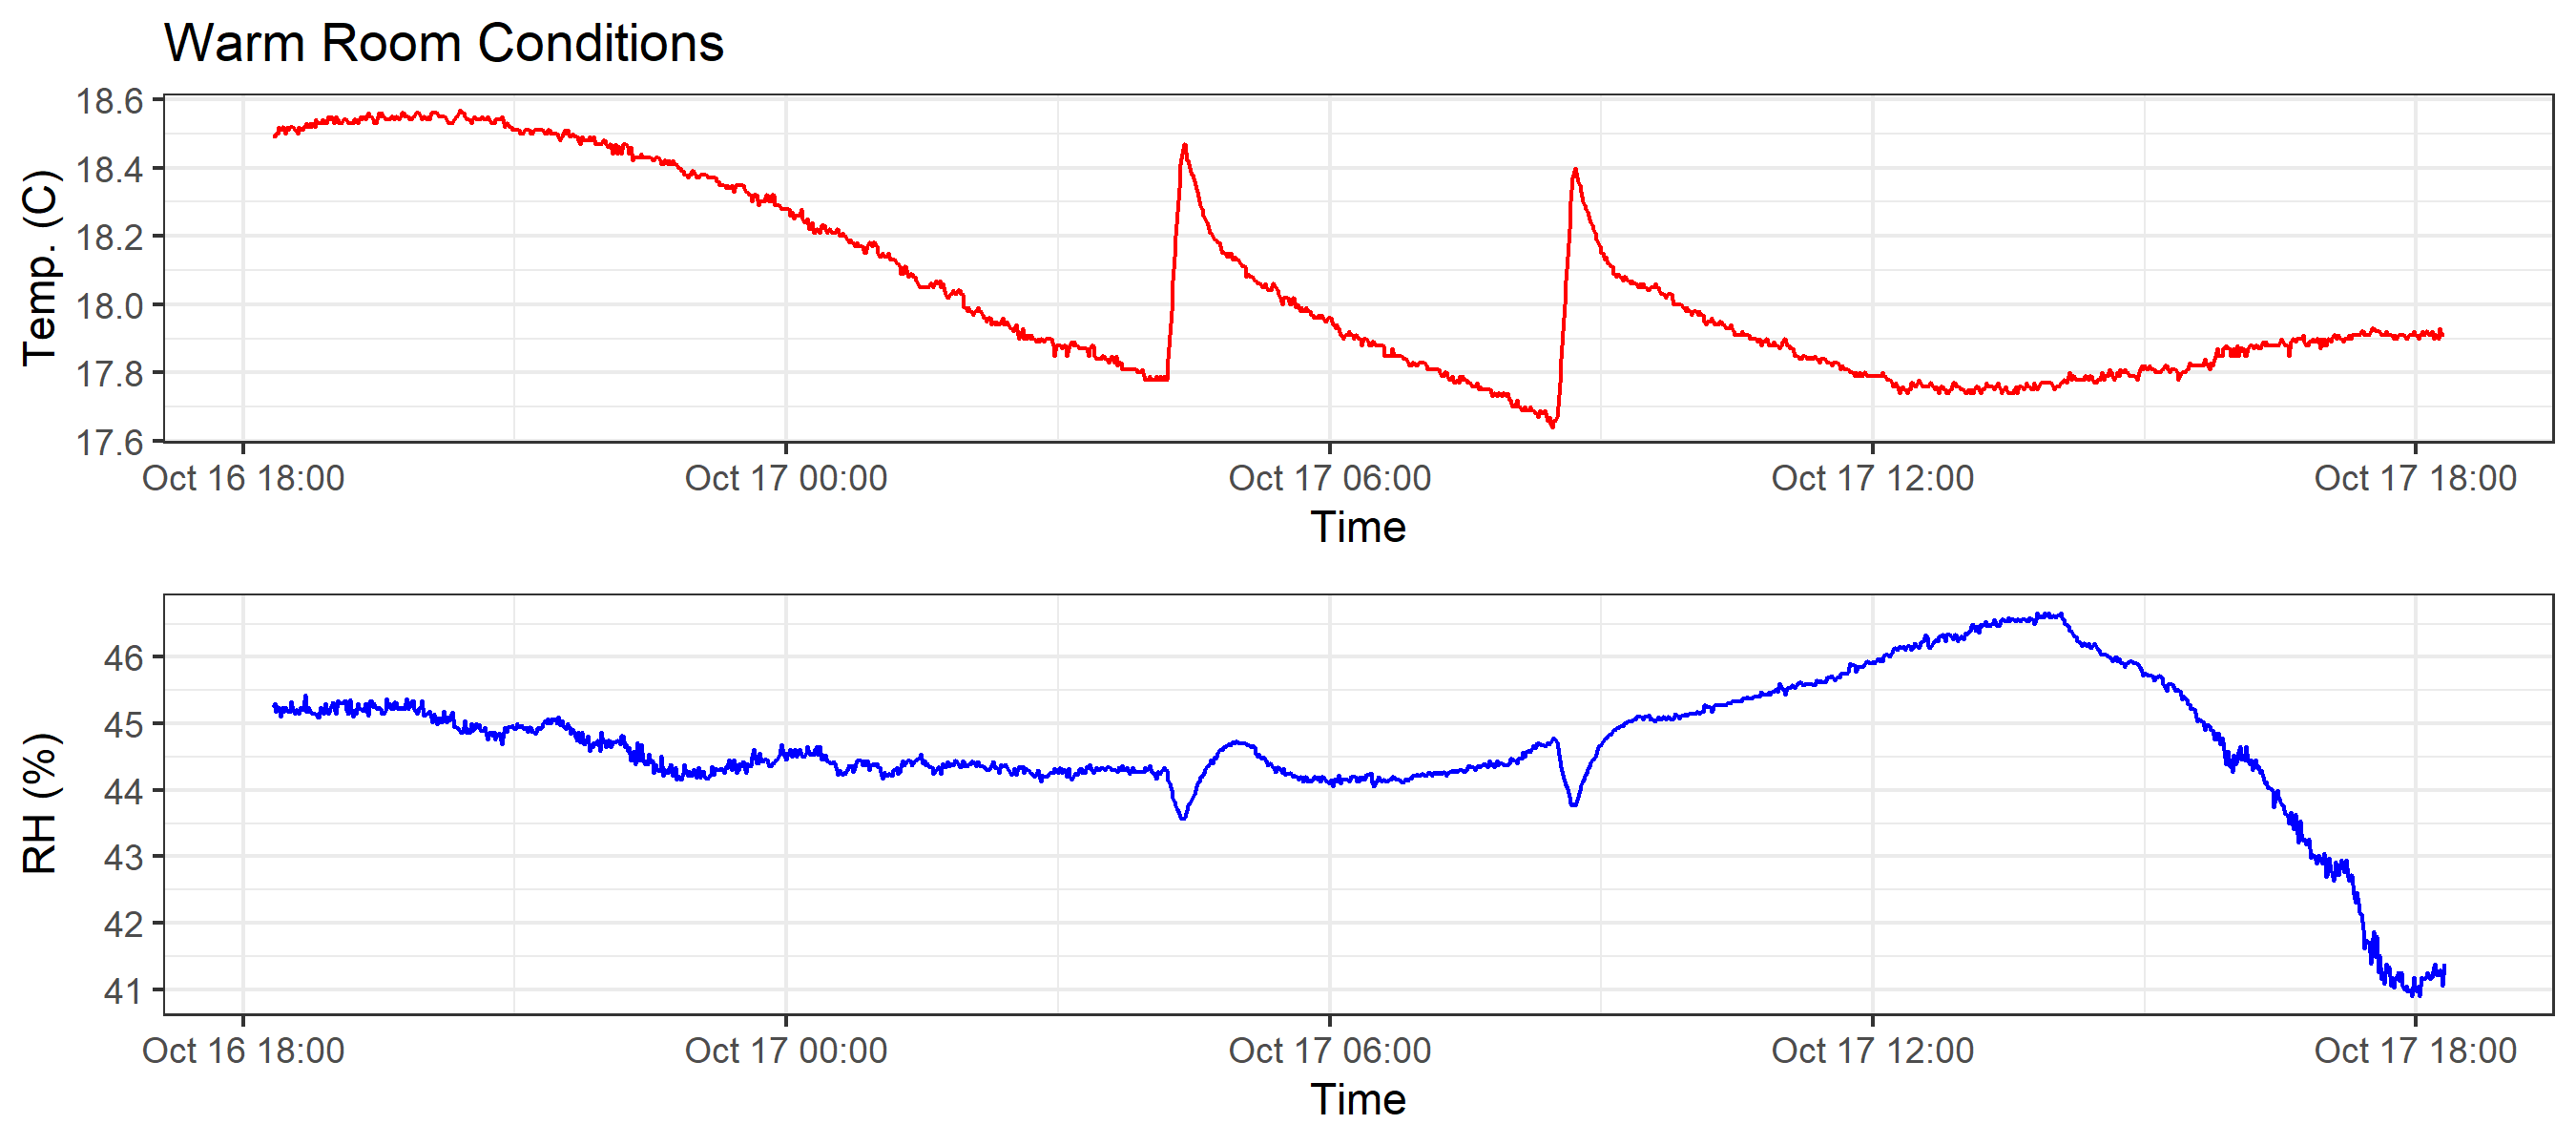 Warm Room Conditions
18.6
18.4
18.2
18.0
17.8
17.6
Temp. (C)
Oct 16 18:00 Oct 17 00:00 Oct 17 06:00 Oct 17 12:00 Oct 17 18:00
Time
46
45
44
43
42
41
RH (%)
Oct 16 18:00 Oct 17 00:00 Oct 17 06:00 Oct 17 12:00 Oct 17 18:00
Time